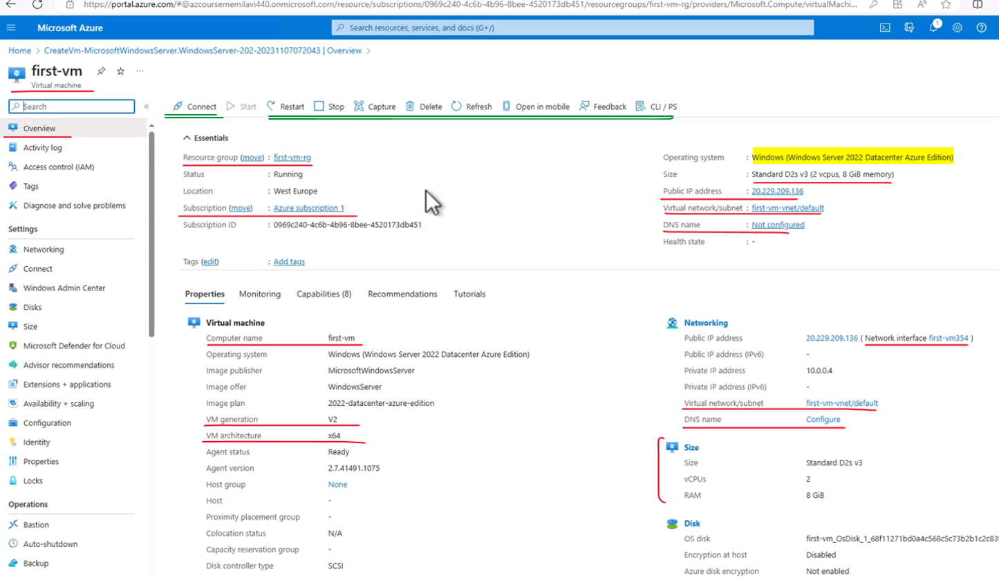 https://portal.azure.com/#@azcoursememilavi440.onmicrosoft.com/resource/subscriptions/0969c240-4c6b-4b96-8bee-4520173db451/resourcegroups/first-vm-rg/providers/Microsoft.Compute/virtualMachi...
Microsoft Azure
Search resources, services, and docs (G+/)
1
Home > CreateVm-MicrosoftWindowsServer.WindowsServer-202-20231107072043 | Overview >
first-vm
Virtual machine
Search
Connect Start Restart Stop Capture Delete Refresh Open in mobile Feedback CLI / PS
Overview
Activity log
Access control (IAM)
Tags
Diagnose and solve problems
Settings
Networking
Connect
Windows Admin Center
Disks
Size
Microsoft Defender for Cloud
Advisor recommendations
Extensions + applications
Availability + scaling
Configuration
Identity
Properties
Locks
Operations
Bastion
Auto-shutdown
Backup
Essentials
Resource group (move) : first-vm-rg
Status : Running
Location : West Europe
Subscription (move) : Azure subscription 1
Subscription ID : 0969c240-4c6b-4b96-8bee-4520173db451
Operating system : Windows (Windows Server 2022 Datacenter Azure Edition)
Size : Standard D2s v3 (2 vcpus, 8 GiB memory)
Public IP address : 20.229.209.136
Virtual network/subnet : first-vm-vnet/default
DNS name : Not configured
Health state : -
Tags (edit) : Add tags
Properties Monitoring Capabilities (8) Recommendations Tutorials
Virtual machine
Computer name first-vm
Operating system Windows (Windows Server 2022 Datacenter Azure Edition)
Image publisher MicrosoftWindowsServer
Image offer WindowsServer
Image plan 2022-datacenter-azure-edition
VM generation V2
VM architecture x64
Agent status Ready
Agent version 2.7.41491.1075
Host group None
Host -
Proximity placement group -
Colocation status N/A
Capacity reservation group -
Disk controller type SCSI
Networking
Public IP address 20.229.209.136 ( Network interface first-vm354 )
Public IP address (IPv6) -
Private IP address 10.0.0.4
Private IP address (IPv6) -
Virtual network/subnet first-vm-vnet/default
DNS name Configure
Size
Size Standard D2s v3
vCPUs 2
RAM 8 GiB
Disk
OS disk first-vm_OsDisk_1_68f11271bd0a4c568c5c73b2b1c2c83
Encryption at host Disabled
Azure disk encryption Not enabled